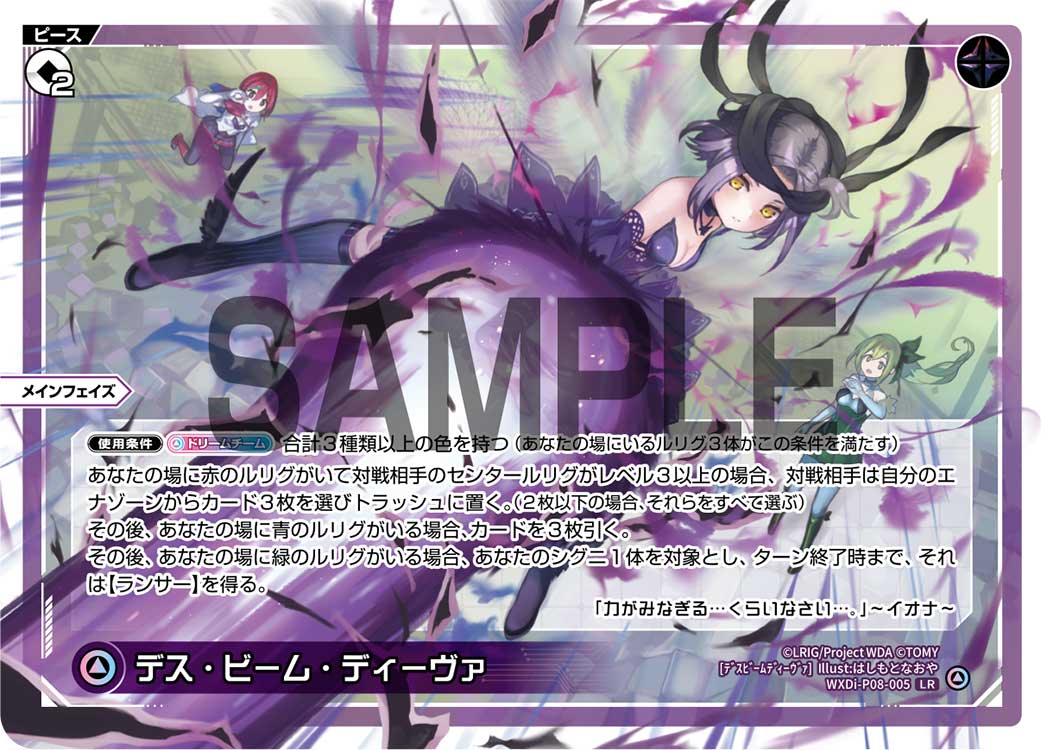 ピース
2
メインフェイズ
SAMPLE
使用条件 ドリームチーム 合計3種類以上の色を持つ（あなたの場にいるルリグ3体がこの条件を満たす）
あなたの場に赤のルリグがいて対戦相手のセンタールリグがレベル3以上の場合、対戦相手は自分のエ
ナゾーンからカード3枚を選びトラッシュに置く。（2枚以下の場合、それらをすべて選ぶ）
その後、あなたの場に青のルリグがいる場合、カードを3枚引く。
その後、あなたの場に緑のルリグがいる場合、あなたのシグニ1体を対象とし、ターン終了時まで、それ
は【ランサー】を得る。
「力がみなぎる…くらいなさい…。」～イオナ～
デス・ビーム・ディーヴァ
©LRIG/Project WDA ©TOMY
[ﾃﾞｽﾋﾞｰﾑﾃﾞｨｰｳﾞｧ] Illust:はしもとなおや
WXDi-P08-005 LR